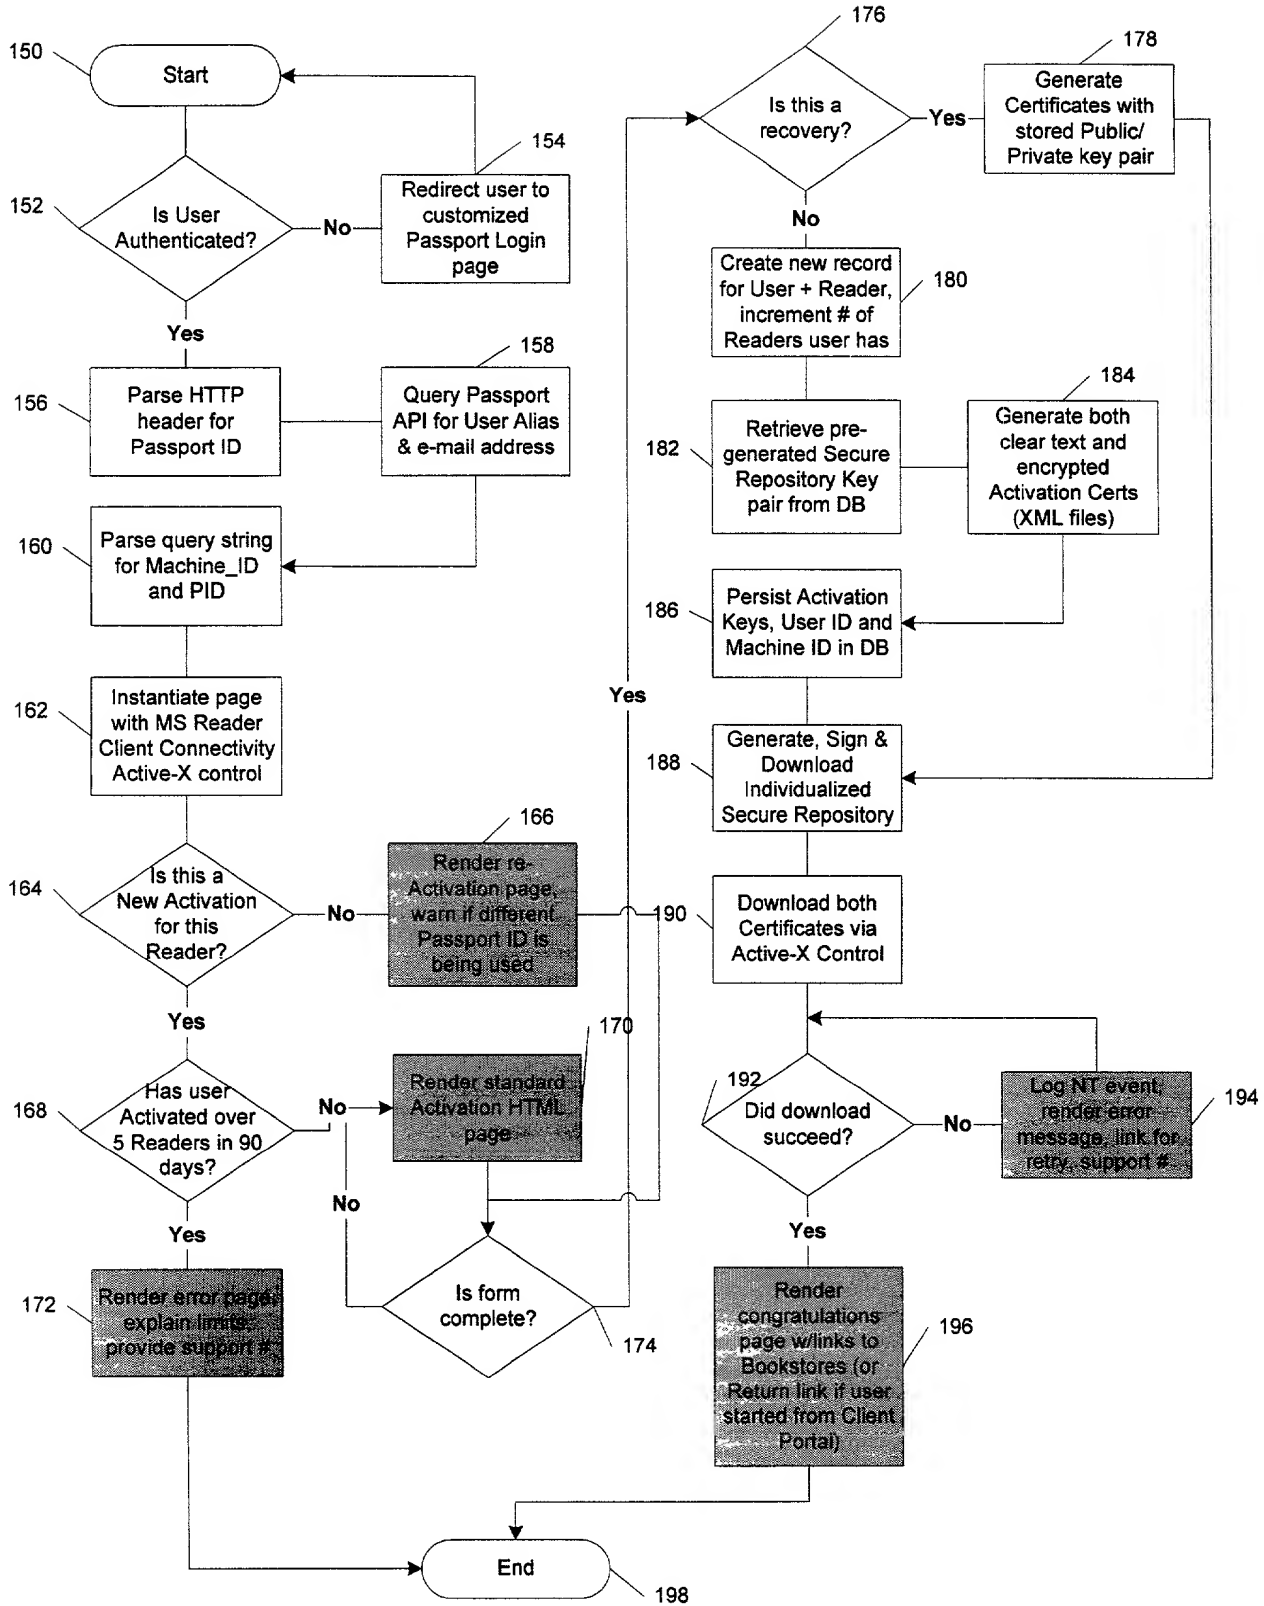 150
Start
152
Is User
Authenticated?
No
154
Redirect user to
customized
Passport Login
page
Yes
156
Parse HTTP
header for
Passport ID
158
Query Passport
API for User Alias
& e-mail address
160
Parse query string
for Machine_ID
and PID
162
Instantiate page
with MS Reader
Client Connectivity
Active-X control
164
Is this a
New Activation
for this
Reader?
No
166
Render re-
Activation page,
warn if different
Passport ID is
being used
Yes
168
Has user
Activated over
5 Readers in 90
days?
No
170
Render standard
Activation HTML
page
No
Yes
172
Render error page,
explain limits,
provide support #
Is form
complete?
174
Yes
176
Is this a
recovery?
Yes
178
Generate
Certificates with
stored Public/
Private key pair
No
180
Create new record
for User + Reader,
increment # of
Readers user has
182
Retrieve pre-
generated Secure
Repository Key
pair from DB
184
Generate both
clear text and
encrypted
Activation Certs
(XML files)
186
Persist Activation
Keys, User ID and
Machine ID in DB
188
Generate, Sign &
Download
Individualized
Secure Repository
190
Download both
Certificates via
Active-X Control
192
Did download
succeed?
No
194
Log NT event,
render error
message, link for
retry, support #
Yes
196
Render
congratulations
page w/links to
Bookstores (or
Return link if user
started from Client
Portal)
End
198